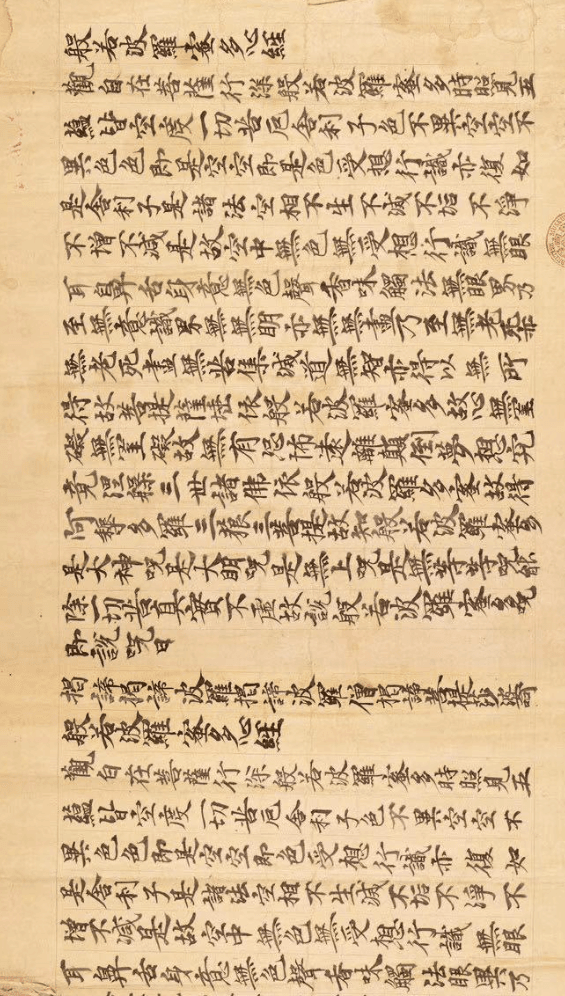 般若波羅蜜多心経
觀自在菩薩行深般若波羅蜜多時照見五
蘊皆空度一切苦厄舍利子色不異空空不
異色色即是空空即是色受想行識亦復如
是舍利子是諸法空相不生不滅不垢不淨
不增不減是故空中無色無受想行識無眼
耳鼻舌身意無色聲香味觸法無眼界乃
至無意識界無無明亦無無盡乃至無老死亦
無老死盡無苦集滅道無智亦得以無所
得故菩提薩埵依般若波羅蜜多故心無罣
礙無罣礙故無有恐怖遠離顛倒夢想究
竟涅槃三世諸佛依般若波羅多蜜故得
阿耨多羅三藐三菩提故知般若波羅蜜多
是大神呪是大明呪是無上呪是無等等呪能
除一切苦真實不虛故說般若波羅蜜多呪
即說呪曰
揭諦揭諦波羅揭諦波羅僧揭諦菩提莎訶
般若波羅蜜多心経
觀自在菩薩行深般若波羅蜜多時照見五
蘊皆空度一切苦厄舍利子色不異空空不
異色色即是空空即色受想行識亦復如
是舍利子是諸法空相不生滅不垢不淨不
增不減是故空中無色無受想行識無眼
耳鼻舌身意無色聲香味觸法眼界乃